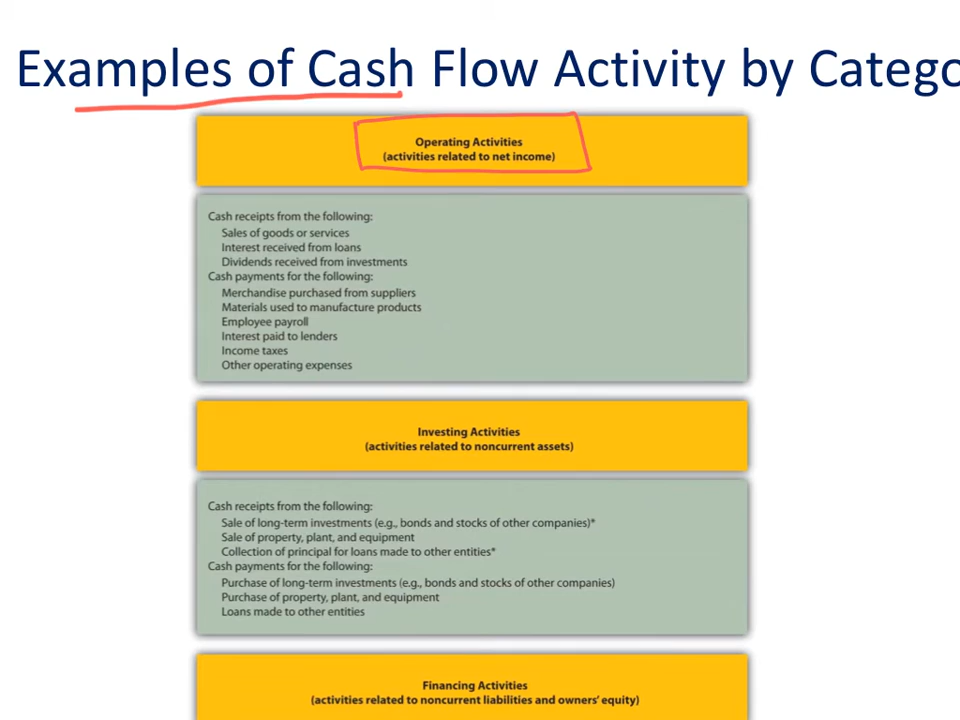 Examples of Cash Flow Activity by Catego
Operating Activities
(activities related to net income)
Cash receipts from the following:
Sales of goods or services
Interest received from loans
Dividends received from investments
Cash payments for the following:
Merchandise purchased from suppliers
Materials used to manufacture products
Employee payroll
Interest paid to lenders
Income taxes
Other operating expenses
Investing Activities
(activities related to noncurrent assets)
Cash receipts from the following:
Sale of long-term investments (e.g., bonds and stocks of other companies)*
Sale of property, plant, and equipment
Collection of principal for loans made to other entities*
Cash payments for the following:
Purchase of long-term investments (e.g., bonds and stocks of other companies)
Purchase of property, plant, and equipment
Loans made to other entities
Financing Activities
(activities related to noncurrent liabilities and owners’ equity)